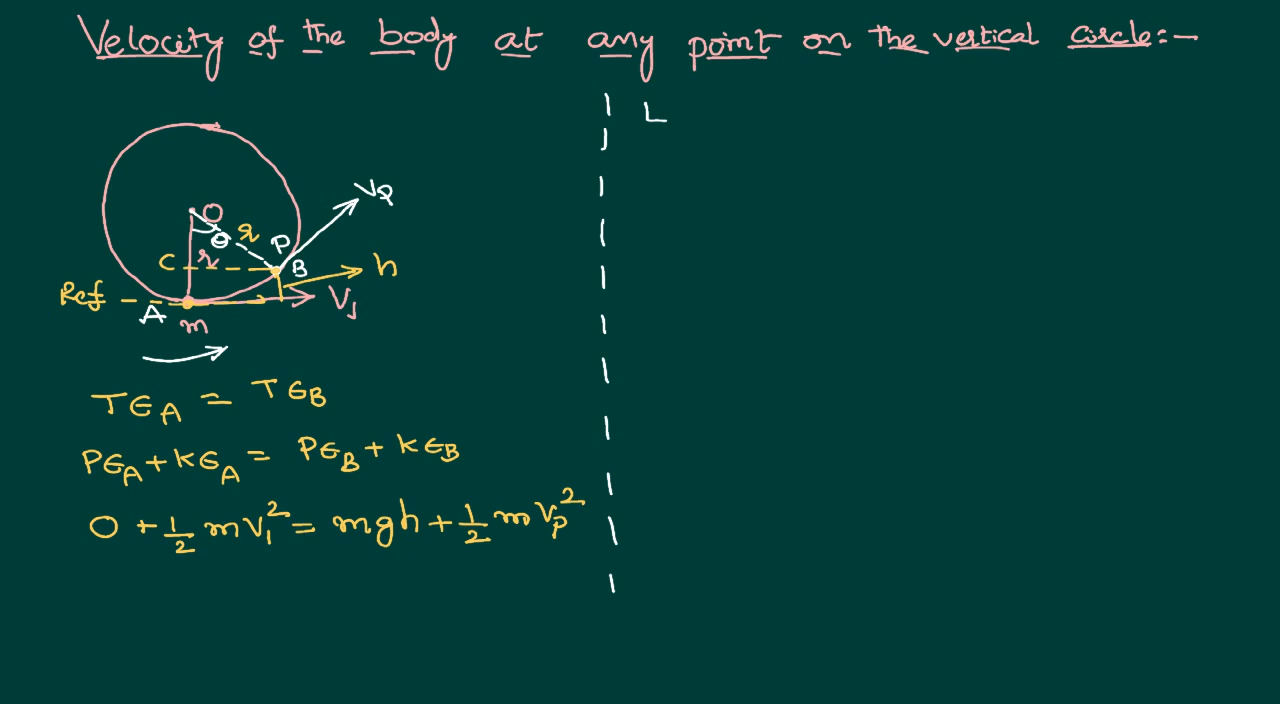 Velocity of the body at any point on the vertical circle:-
L
O
θ
r
P
VP
C
r
B
h
Ref
V1
A
m
TEA = TEB
PEA + KEA = PEB + KEB
0 + 1/2 mV1² = mgh + 1/2 mVp²